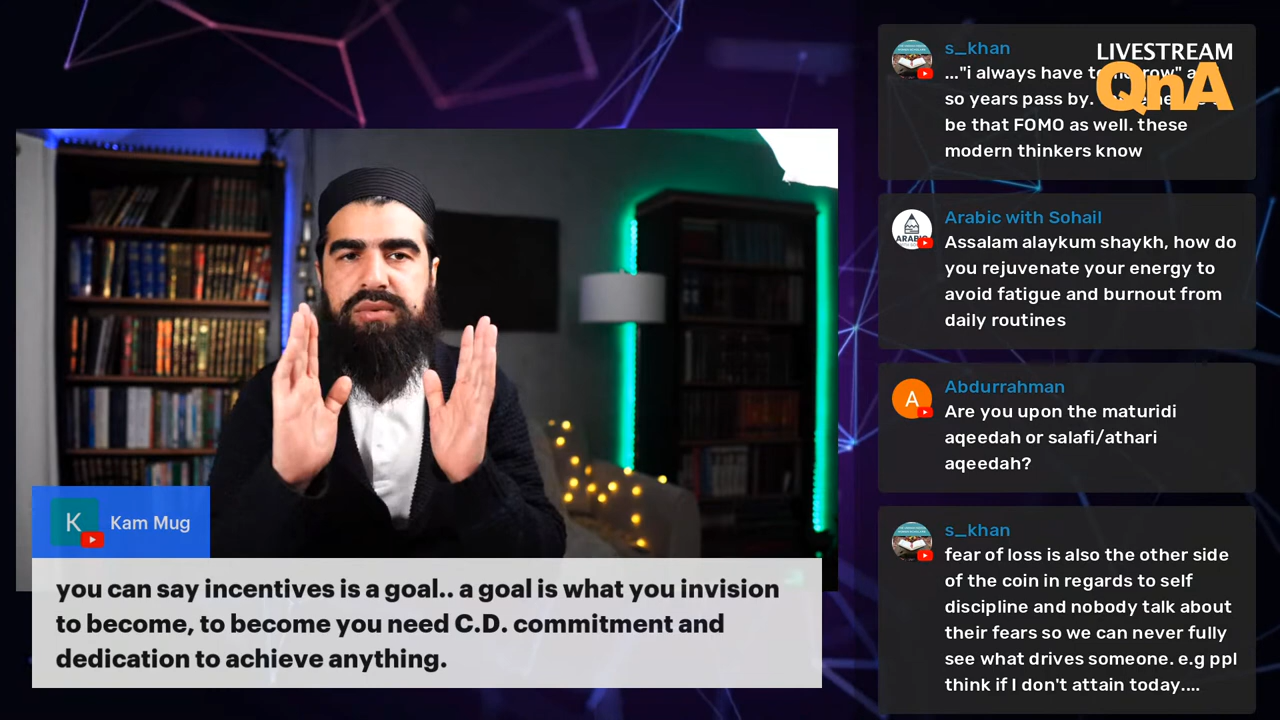 LIVESTREAM
QnA
s_khan
..."i always have
so years pass by.
be that FOMO as well. these
modern thinkers know
Arabic with Sohail
Assalam alaykum shaykh, how do
you rejuvenate your energy to
avoid fatigue and burnout from
daily routines
A
Abdurrahman
Are you upon the maturidi
aqeedah or salafi/athari
aqeedah?
s_khan
fear of loss is also the other side
of the coin in regards to self
discipline and nobody talk about
their fears so we can never fully
see what drives someone. e.g ppl
think if I don't attain today....
K
Kam Mug
you can say incentives is a goal.. a goal is what you invision
to become, to become you need C.D. commitment and
dedication to achieve anything.